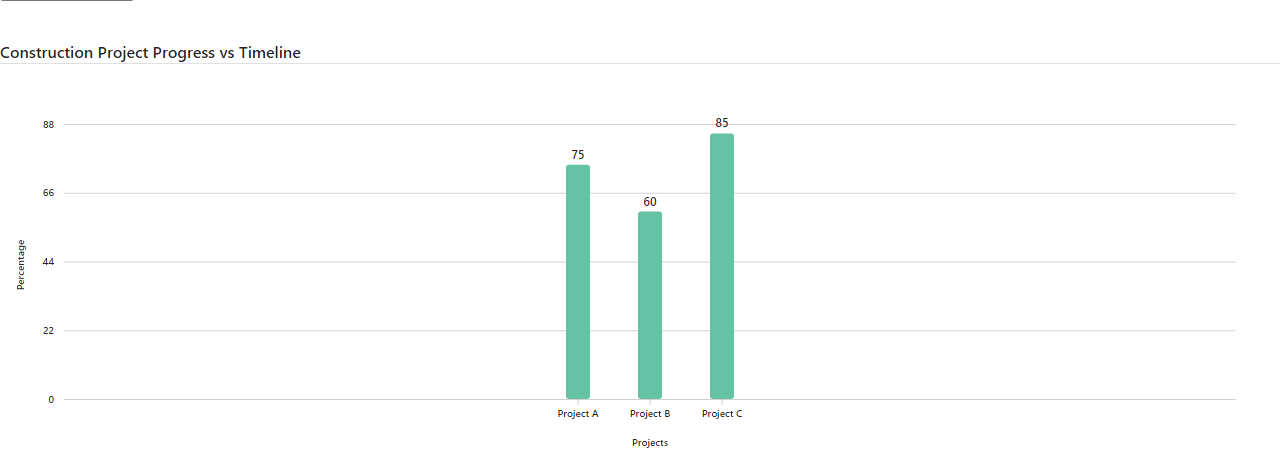 Construction Project Progress vs Timeline
88
66
44
22
0
Percentage
75
60
85
Project A
Project B
Project C
Projects